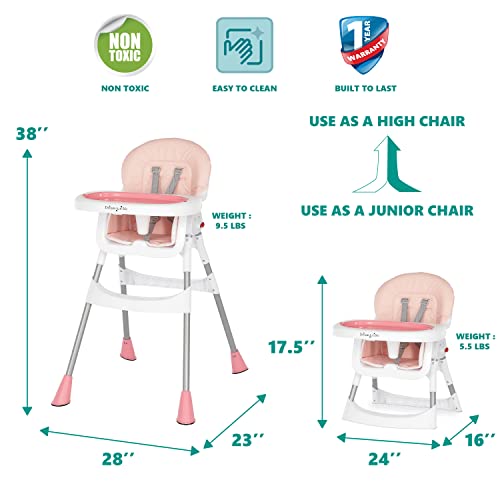 NON
TOXIC
1
YEAR
WARRANTY
NON TOXIC
EASY TO CLEAN
BUILT TO LAST
38''
USE AS A HIGH CHAIR
USE AS A JUNIOR CHAIR
WEIGHT :
9.5 LBS
WEIGHT :
5.5 LBS
17.5''
23''
28''
16''
24''